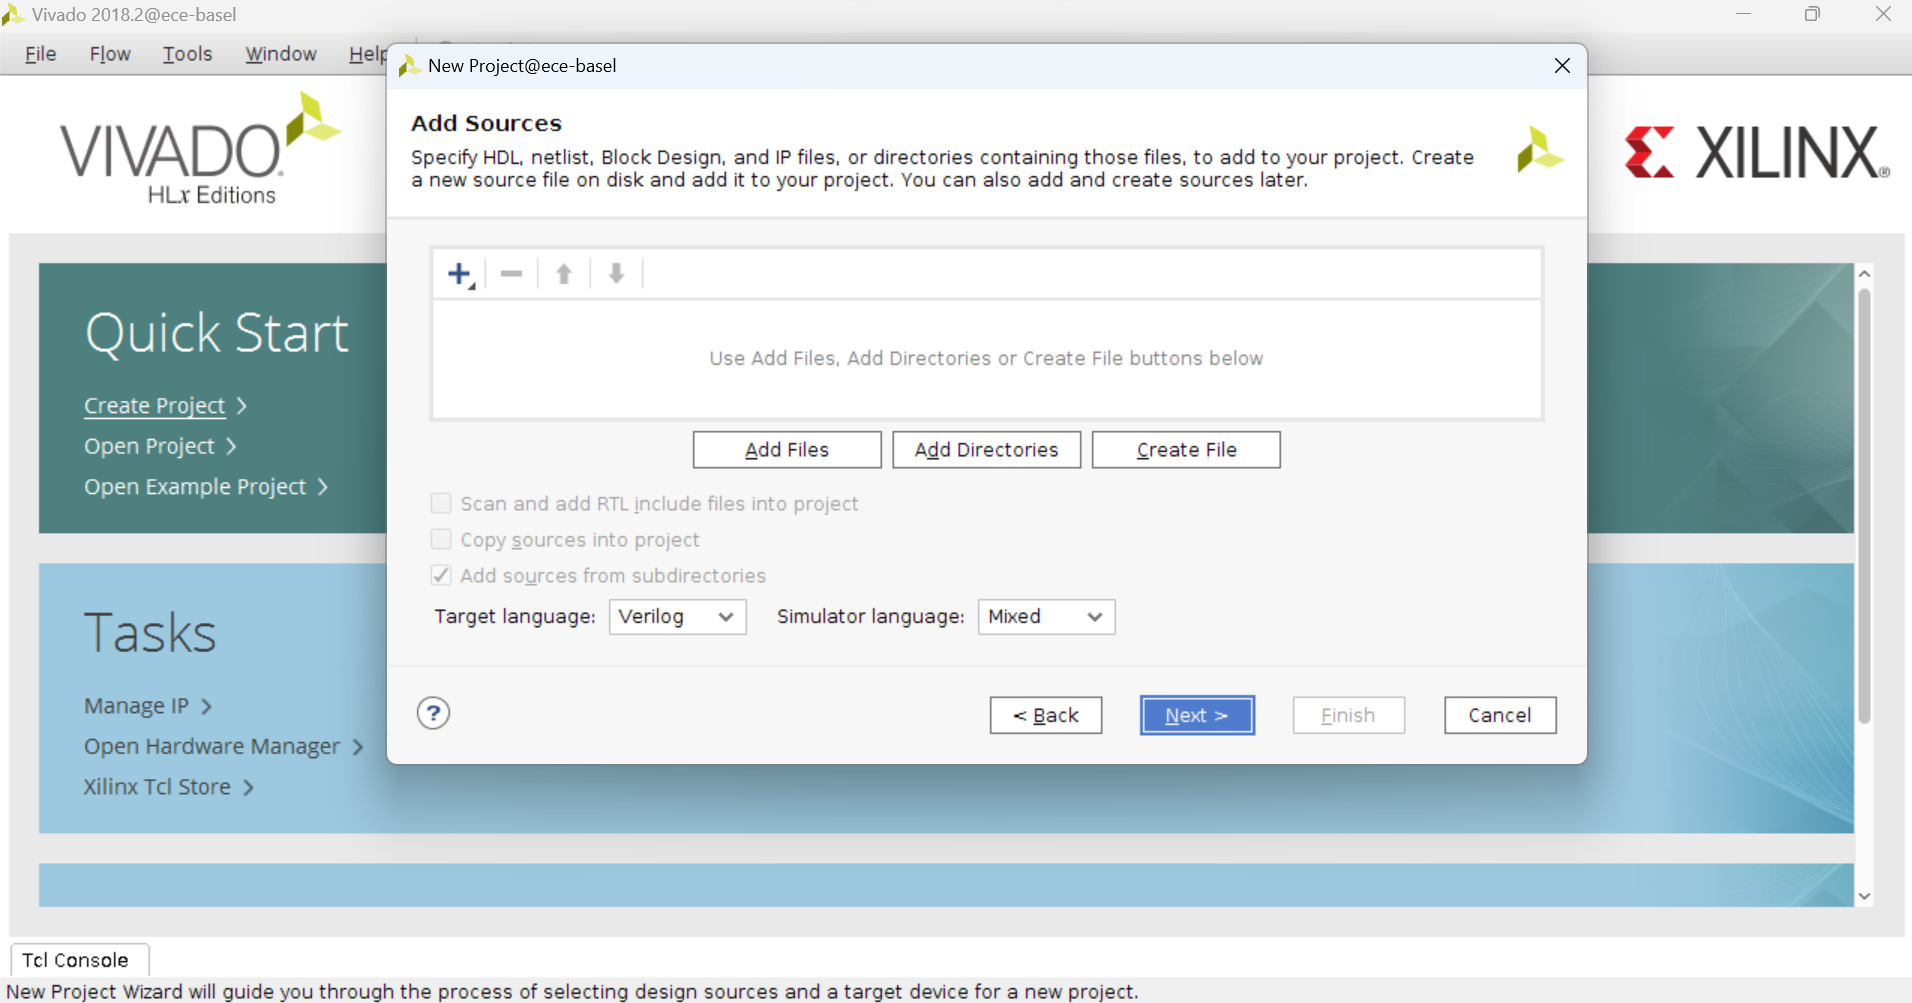 Vivado 2018.2@ece-basel
File Flow Tools Window Help
New Project@ece-basel
VIVADO.
HLx Editions
XILINX®
Add Sources
Specify HDL, netlist, Block Design, and IP files, or directories containing those files, to add to your project. Create
a new source file on disk and add it to your project. You can also add and create sources later.
Quick Start
Create Project >
Open Project >
Open Example Project >
Use Add Files, Add Directories or Create File buttons below
Add Files Add Directories Create File
Scan and add RTL include files into project
Copy sources into project
Add sources from subdirectories
Target language: Verilog Simulator language: Mixed
Tasks
Manage IP >
Open Hardware Manager >
Xilinx Tcl Store >
? < Back Next > Finish Cancel
Tcl Console
New Project Wizard will guide you through the process of selecting design sources and a target device for a new project.